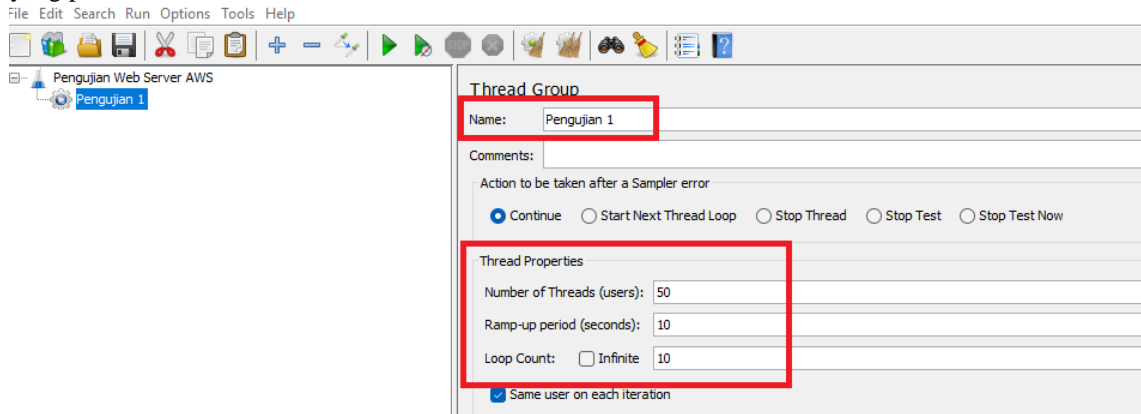 File Edit Search Run Options Tools Help
STOP
Pengujian Web Server AWS
Pengujian 1
Thread Group
Name: Pengujian 1
Comments:
Action to be taken after a Sampler error
Continue Start Next Thread Loop Stop Thread Stop Test Stop Test Now
Thread Properties
Number of Threads (users): 50
Ramp-up period (seconds): 10
Loop Count: Infinite 10
Same user on each iteration